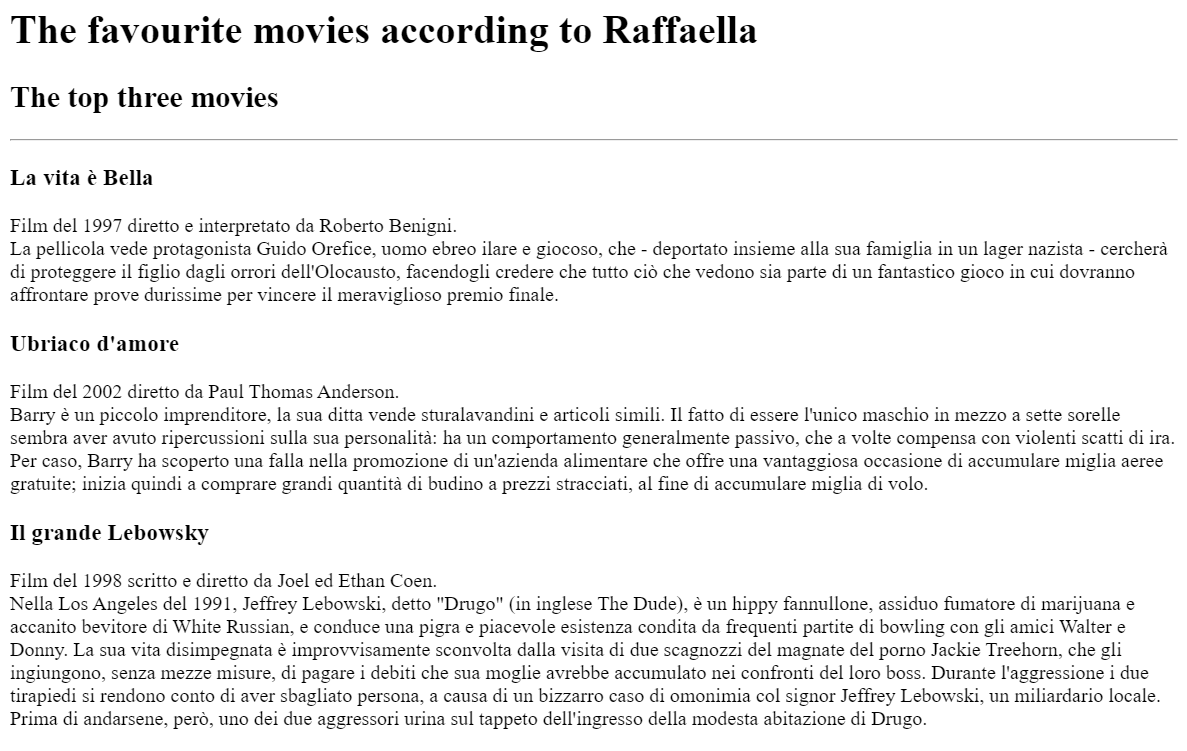 The favourite movies according to Raffaella
The top three movies
La vita è Bella
Film del 1997 diretto e interpretato da Roberto Benigni.
La pellicola vede protagonista Guido Orefice, uomo ebreo ilare e giocoso, che - deportato insieme alla sua famiglia in un lager nazista - cercherà
di proteggere il figlio dagli orrori dell'Olocausto, facendogli credere che tutto ciò che vedono sia parte di un fantastico gioco in cui dovranno
affrontare prove durissime per vincere il meraviglioso premio finale.
Ubriaco d'amore
Film del 2002 diretto da Paul Thomas Anderson.
Barry è un piccolo imprenditore, la sua ditta vende sturalavandini e articoli simili. Il fatto di essere l'unico maschio in mezzo a sette sorelle
sembra aver avuto ripercussioni sulla sua personalità: ha un comportamento generalmente passivo, che a volte compensa con violenti scatti di ira.
Per caso, Barry ha scoperto una falla nella promozione di un'azienda alimentare che offre una vantaggiosa occasione di accumulare miglia aeree
gratuite; inizia quindi a comprare grandi quantità di budino a prezzi stracciati, al fine di accumulare miglia di volo.
Il grande Lebowsky
Film del 1998 scritto e diretto da Joel ed Ethan Coen.
Nella Los Angeles del 1991, Jeffrey Lebowski, detto "Drugo" (in inglese The Dude), è un hippy fannullone, assiduo fumatore di marijuana e
accanito bevitore di White Russian, e conduce una pigra e piacevole esistenza condita da frequenti partite di bowling con gli amici Walter e
Donny. La sua vita disimpegnata è improvvisamente sconvolta dalla visita di due scagnozzi del magnate del porno Jackie Treehorn, che gli
ingiungono, senza mezze misure, di pagare i debiti che sua moglie avrebbe accumulato nei confronti del loro boss. Durante l'aggressione i due
tirapiedi si rendono conto di aver sbagliato persona, a causa di un bizzarro caso di omonimia col signor Jeffrey Lebowski, un miliardario locale.
Prima di andarsene, però, uno dei due aggressori urina sul tappeto dell'ingresso della modesta abitazione di Drugo.